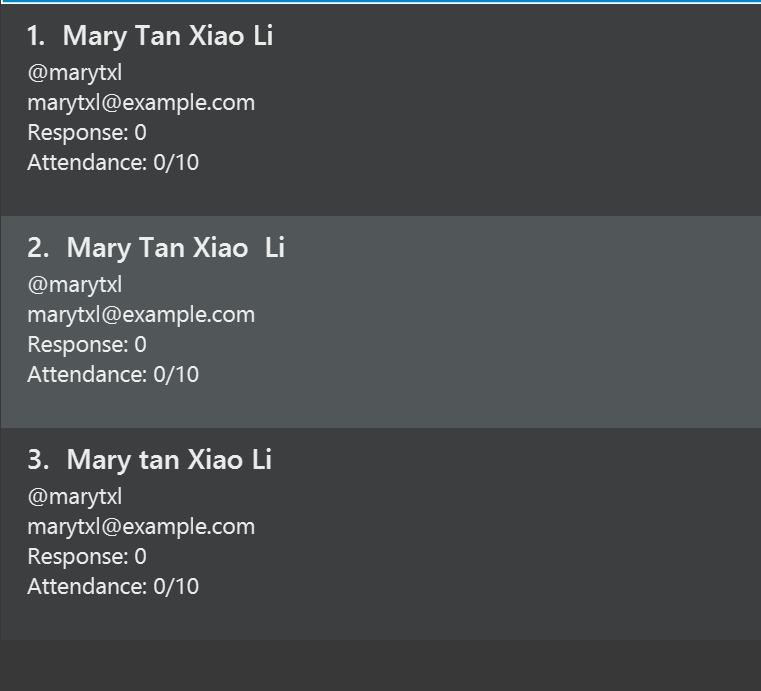 1. Mary Tan Xiao Li
@marytxl
marytxl@example.com
Response: 0
Attendance: 0/10
2. Mary Tan Xiao  Li
@marytxl
marytxl@example.com
Response: 0
Attendance: 0/10
3. Mary tan Xiao Li
@marytxl
marytxl@example.com
Response: 0
Attendance: 0/10